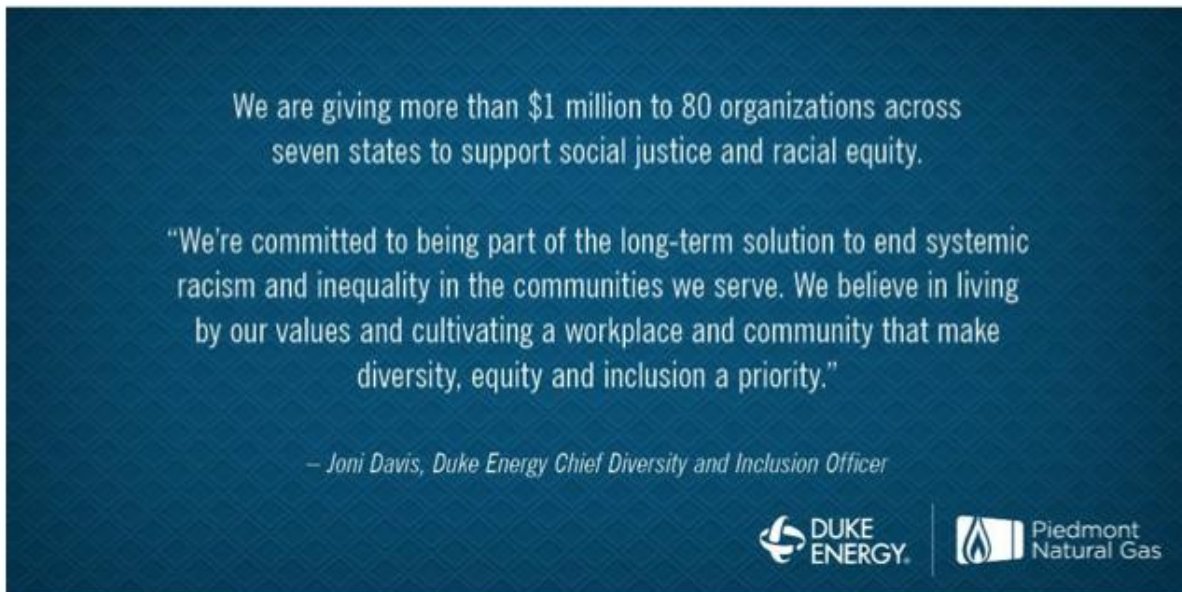 We are giving more than $1 million to 80 organizations across
seven states to support social justice and racial equity.
“We’re committed to being part of the long-term solution to end systemic
racism and inequality in the communities we serve. We believe in living
by our values and cultivating a workplace and community that make
diversity, equity and inclusion a priority.”
– Joni Davis, Duke Energy Chief Diversity and Inclusion Officer
DUKE
ENERGY®
Piedmont
Natural Gas